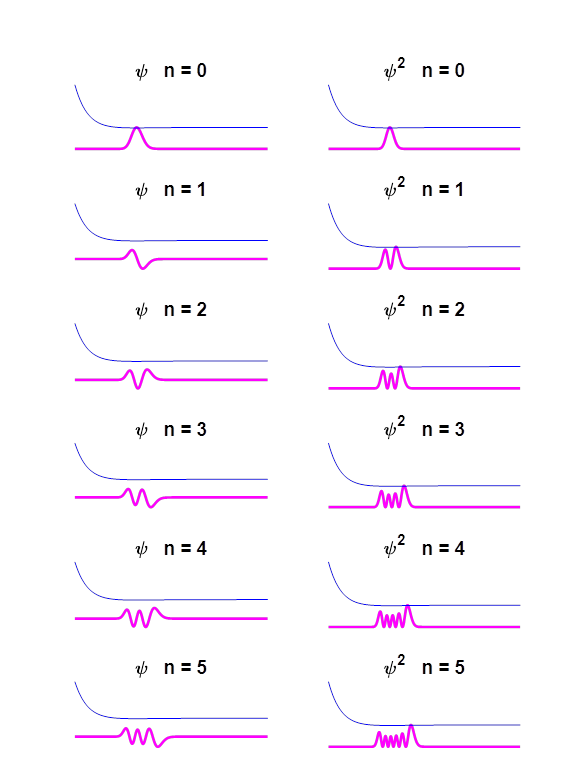 ψ n = 0 ψ² n = 0
ψ n = 1 ψ² n = 1
ψ n = 2 ψ² n = 2
ψ n = 3 ψ² n = 3
ψ n = 4 ψ² n = 4
ψ n = 5 ψ² n = 5